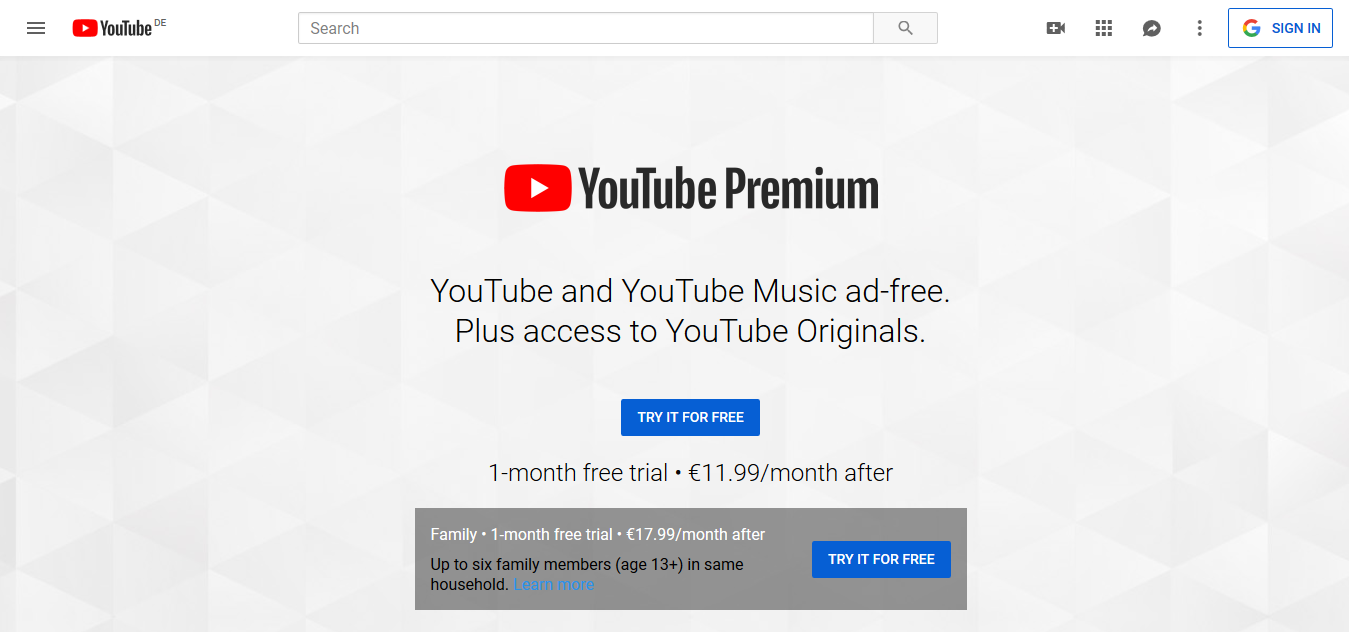 YouTube DE
Search
SIGN IN
YouTube Premium
YouTube and YouTube Music ad-free.
Plus access to YouTube Originals.
TRY IT FOR FREE
1-month free trial • €11.99/month after
Family • 1-month free trial • €17.99/month after
Up to six family members (age 13+) in same
household. Learn more
TRY IT FOR FREE